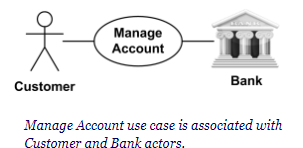 Manage
Account
Customer
Bank
Manage Account use case is associated with
Customer and Bank actors.